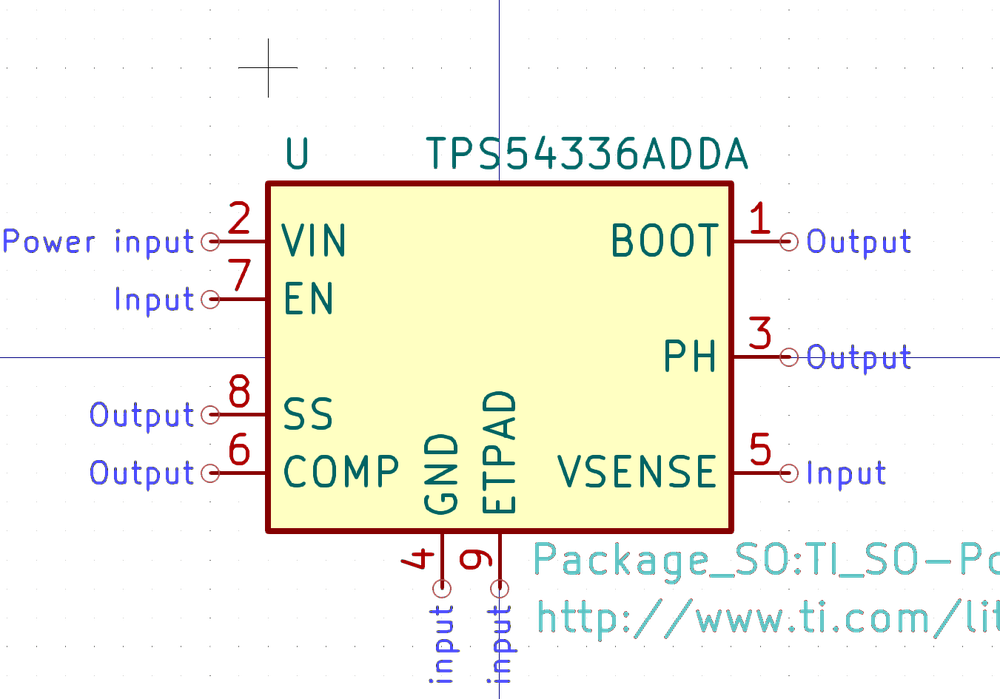 U TPS54336ADDA
Power input 2 VIN BOOT 1 Output
Input 7 EN
PH 3 Output
Output 8 SS
Output 6 COMP VSENSE 5 Input
GND ETPAD
4 9
input input
Package_SO:TI_SO-Po
http://www.ti.com/lit